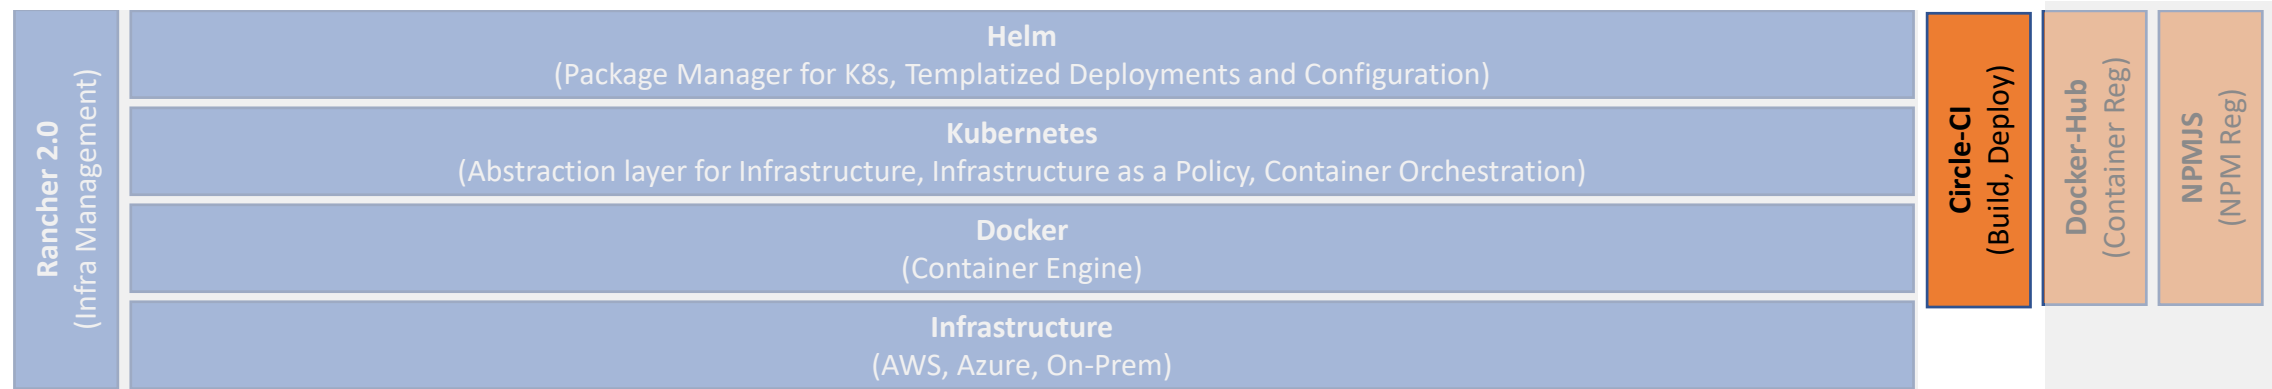 Rancher 2.0
(Infra Management)
Helm
(Package Manager for K8s, Templatized Deployments and Configuration)
Kubernetes
(Abstraction layer for Infrastructure, Infrastructure as a Policy, Container Orchestration)
Docker
(Container Engine)
Infrastructure
(AWS, Azure, On-Prem)
Circle-CI
(Build, Deploy)
Docker-Hub
(Container Reg)
NPMJS
(NPM Reg)